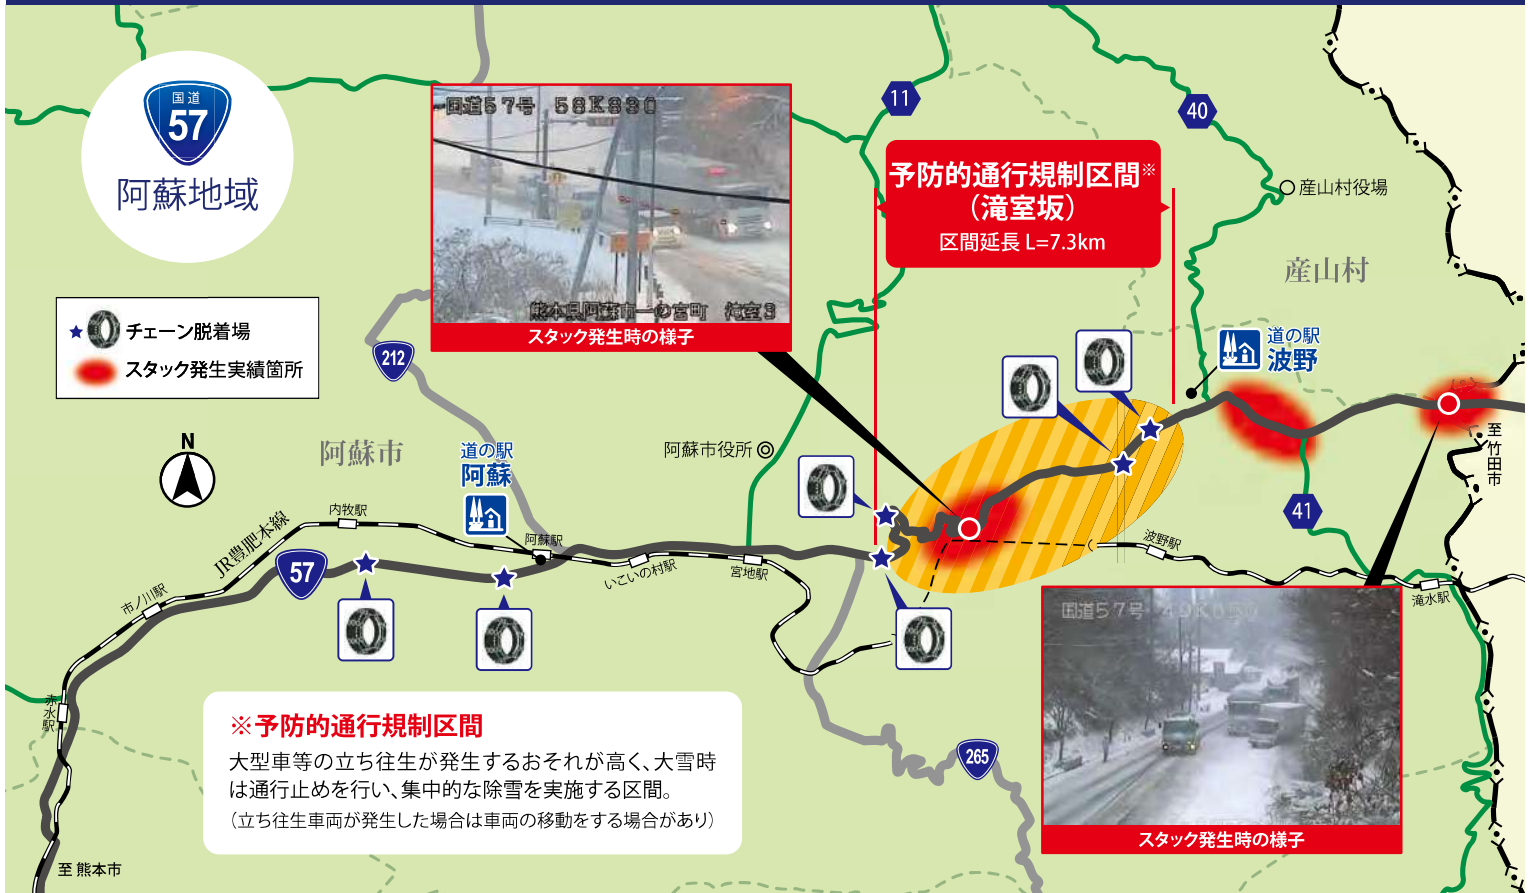 国道
57
阿蘇地域
チェーン脱着場
スタック発生実績箇所
国道57号 58K830
熊本県阿蘇市一の宮町 滝室3
スタック発生時の様子
11
40
予防的通行規制区間※
（滝室坂）
区間延長 L=7.3km
産山村役場
産山村
道の駅
波野
212
N
阿蘇市
道の駅
阿蘇
阿蘇市役所
至竹田市
内牧駅
JR豊肥本線
阿蘇駅
57
いこいの村駅
宮地駅
波野駅
41
市ノ川駅
滝水駅
赤水駅
国道57号 49K050
スタック発生時の様子
265
※予防的通行規制区間
大型車等の立ち往生が発生するおそれが高く、大雪時
は通行止めを行い、集中的な除雪を実施する区間。
（立ち往生車両が発生した場合は車両の移動をする場合があり）
至 熊本市